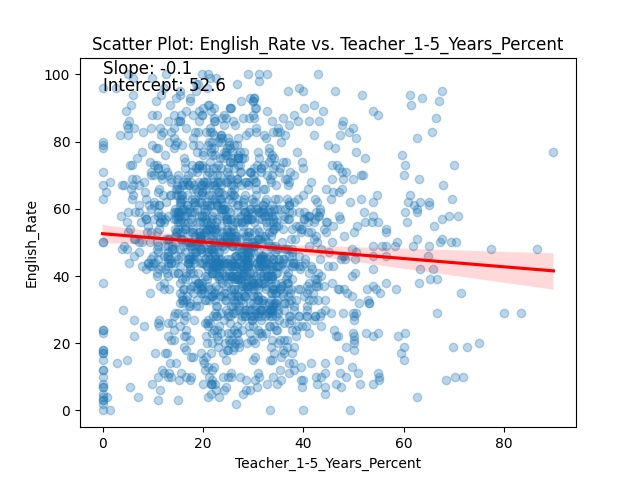 Scatter Plot: English_Rate vs. Teacher_1-5_Years_Percent
Slope: -0.1
Intercept: 52.6
100
80
60
40
20
0
English_Rate
0 20 40 60 80
Teacher_1-5_Years_Percent